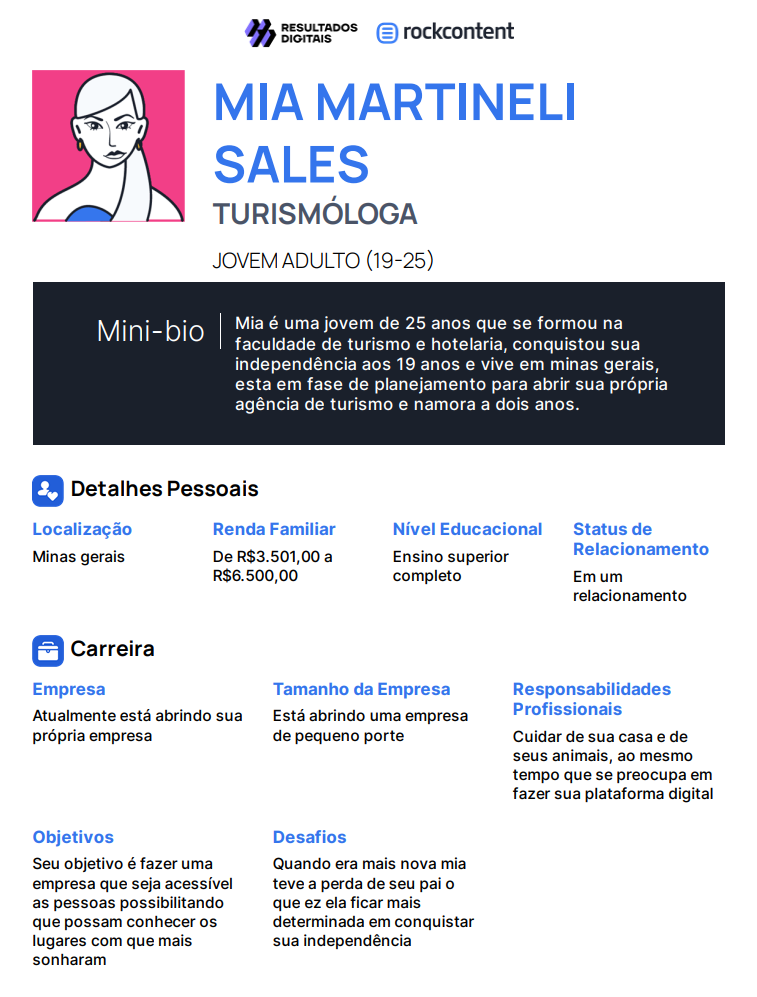 RESULTADOS
DIGITAIS
rockcontent
MIA MARTINELI
SALES
TURISMÓLOGA
JOVEM ADULTO (19-25)
Mini-bio
Mia é uma jovem de 25 anos que se formou na
faculdade de turismo e hotelaria, conquistou sua
independência aos 19 anos e vive em minas gerais,
esta em fase de planejamento para abrir sua própria
agência de turismo e namora a dois anos.
Detalhes Pessoais
Localização
Minas gerais
Renda Familiar
De R$3.501,00 a
R$6.500,00
Nível Educacional
Ensino superior
completo
Status de
Relacionamento
Em um
relacionamento
Carreira
Empresa
Atualmente está abrindo sua
própria empresa
Tamanho da Empresa
Está abrindo uma empresa
de pequeno porte
Responsabilidades
Profissionais
Cuidar de sua casa e de
seus animais, ao mesmo
tempo que se preocupa em
fazer sua plataforma digital
Objetivos
Seu objetivo é fazer uma
empresa que seja acessível
as pessoas possibilitando
que possam conhecer os
lugares com que mais
sonharam
Desafios
Quando era mais nova mia
teve a perda de seu pai o
que ez ela ficar mais
determinada em conquistar
sua independência